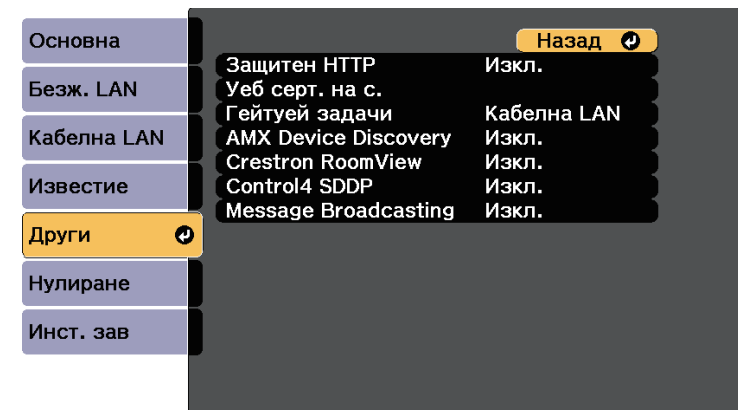 Основна
Безж. LAN
Кабелна LAN
Известие
Други
Нулиране
Инст. зав
Назад
Защитен HTTP Изкл.
Уеб серт. на с.
Гейтуей задачи Кабелна LAN
AMX Device Discovery Изкл.
Crestron RoomView Изкл.
Control4 SDDP Изкл.
Message Broadcasting Изкл.